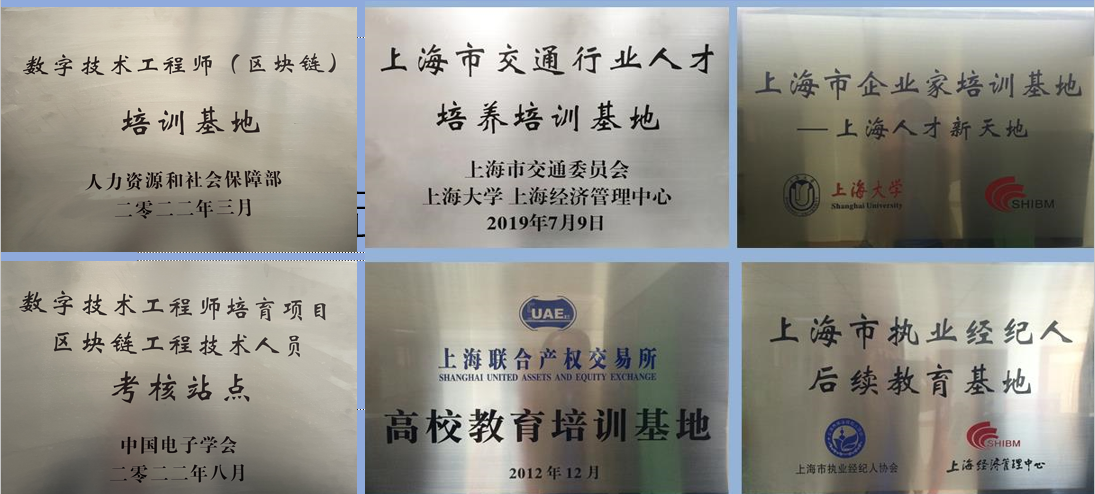 数字技术工程师（区块链）
培训基地
人力资源和社会保障部
二零二二年三月
上海市交通行业人才
培养培训基地
上海市交通委员会
上海大学 上海经济管理中心
2019年7月9日
上海市企业家培训基地
——上海人才新天地
上海大学
Shanghai University
SHIBM
数字技术工程师培育项目
区块链工程技术人员
考核站点
中国电子学会
二零二二年八月
UAE
上海联合产权交易所
SHANGHAI UNITED ASSETS AND EQUITY EXCHANGE
高校教育培训基地
2012年12月
上海市执业经纪人
后续教育基地
上海市执业经纪人协会
SHIBM
上海经济管理中心